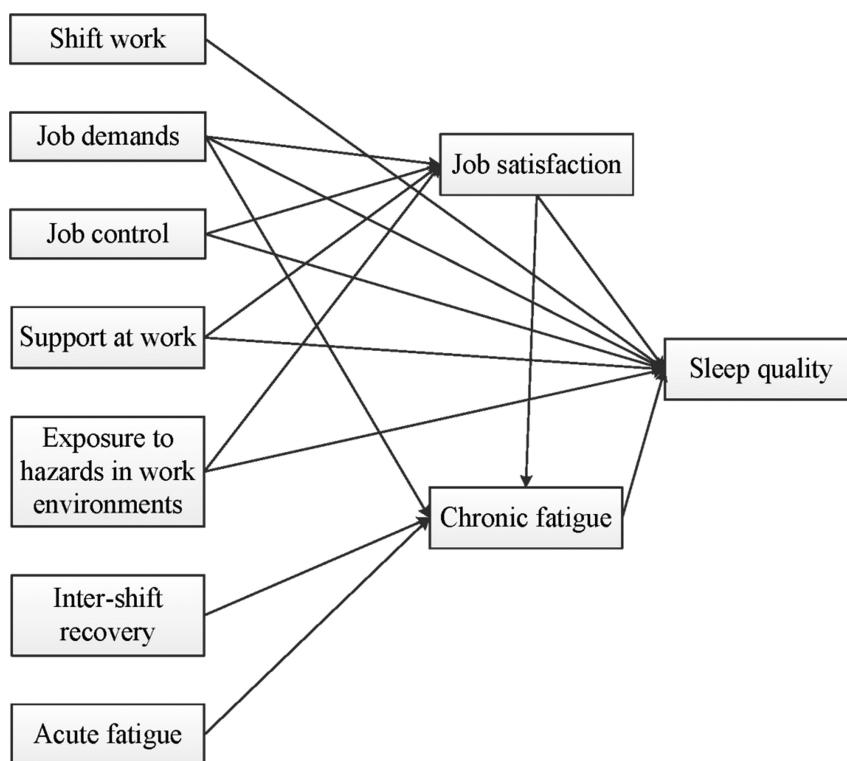 Shift work
Job demands
Job control
Support at work
Exposure to
hazards in work
environments
Inter-shift
recovery
Acute fatigue
Job satisfaction
Chronic fatigue
Sleep quality